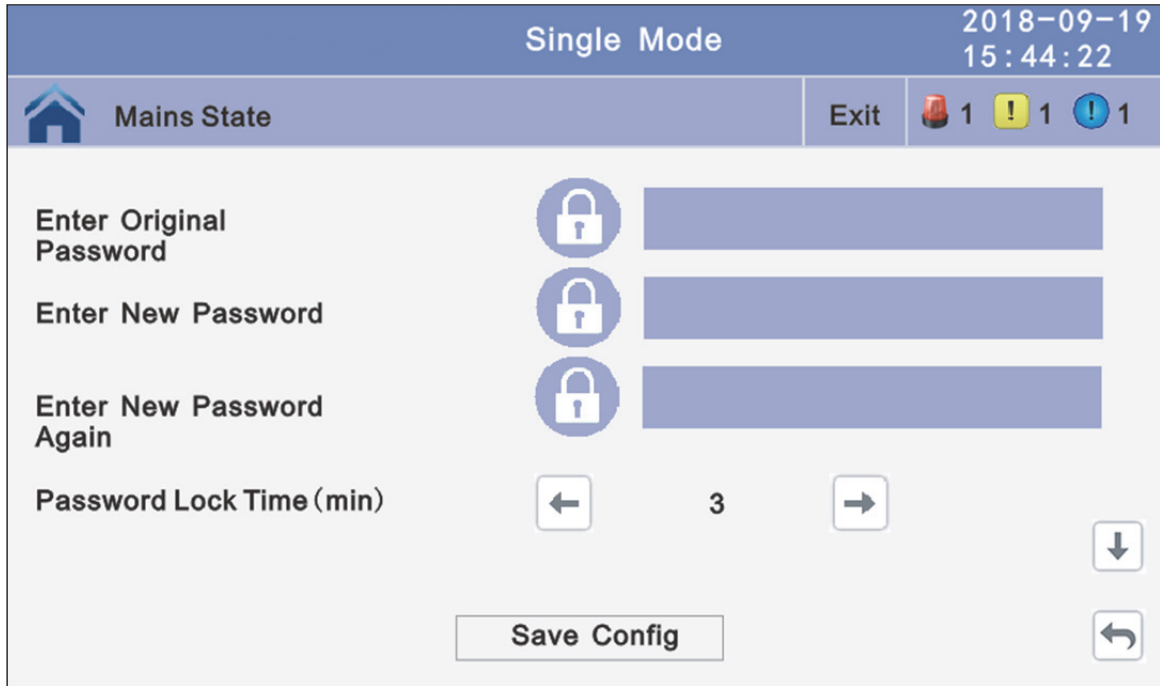 Single Mode
2018-09-19
15:44:22
Mains State
Exit
1
! 1
! 1
Enter Original
Password
Enter New Password
Enter New Password
Again
Password Lock Time(min)
3
Save Config